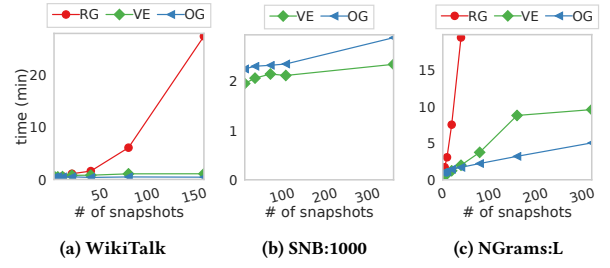 RG VE OG
VE OG
RG VE OG
time (min)
20
10
0
50
100
150
# of snapshots
2
1
0
100
200
300
# of snapshots
15
10
5
0
0
100
200
300
# of snapshots
(a) WikiTalk
(b) SNB:1000
(c) NGrams:L